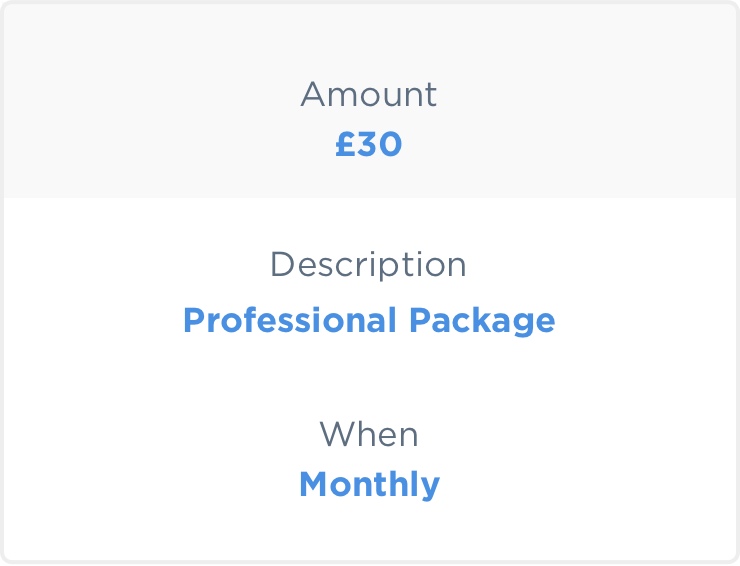 Amount
£30
Description
Professional Package
When
Monthly